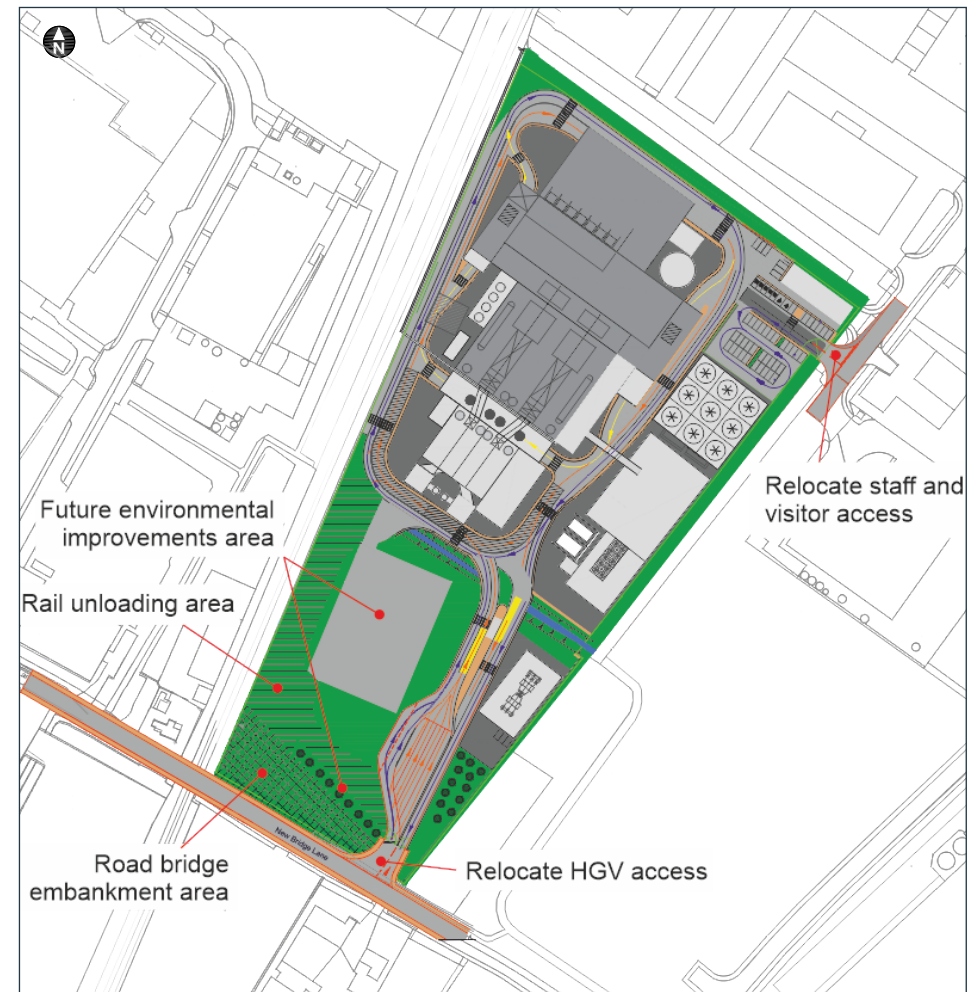 N
Relocate staff and
visitor access
Future environmental
improvements area
Rail unloading area
New Bridge Lane
Road bridge
embankment area
Relocate HGV access